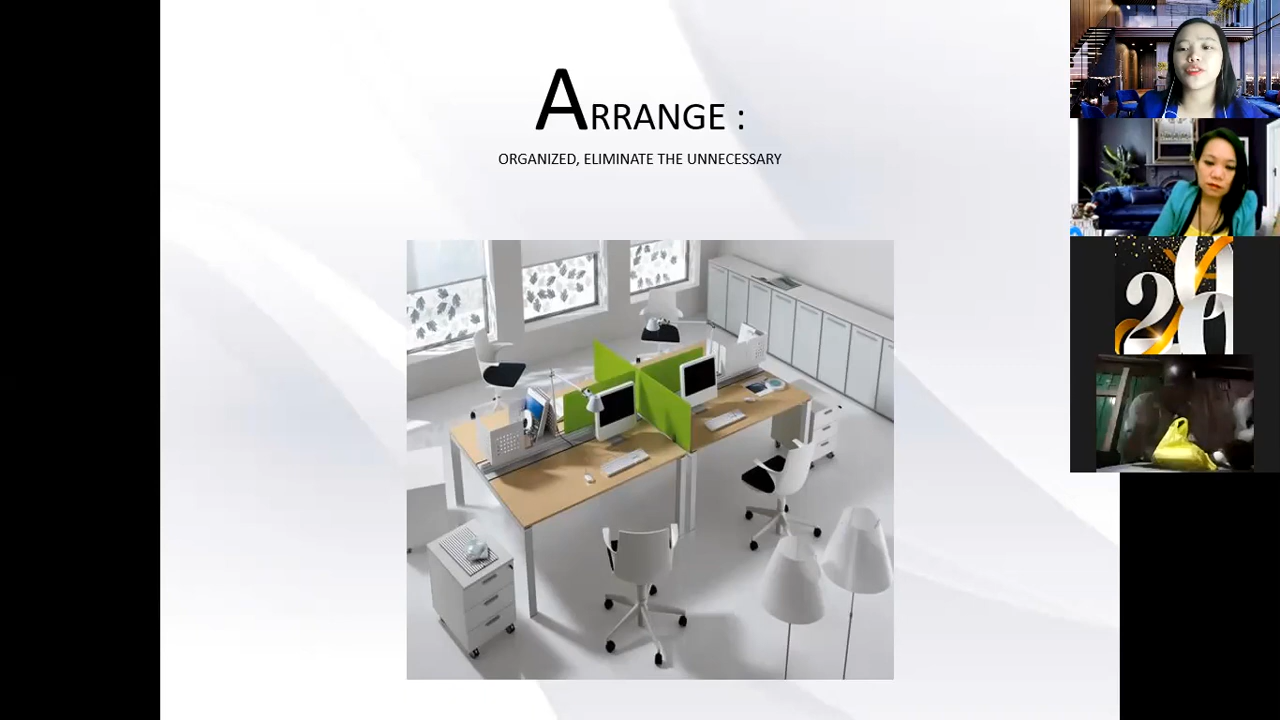 ARRANGE :
ORGANIZED, ELIMINATE THE UNNECESSARY